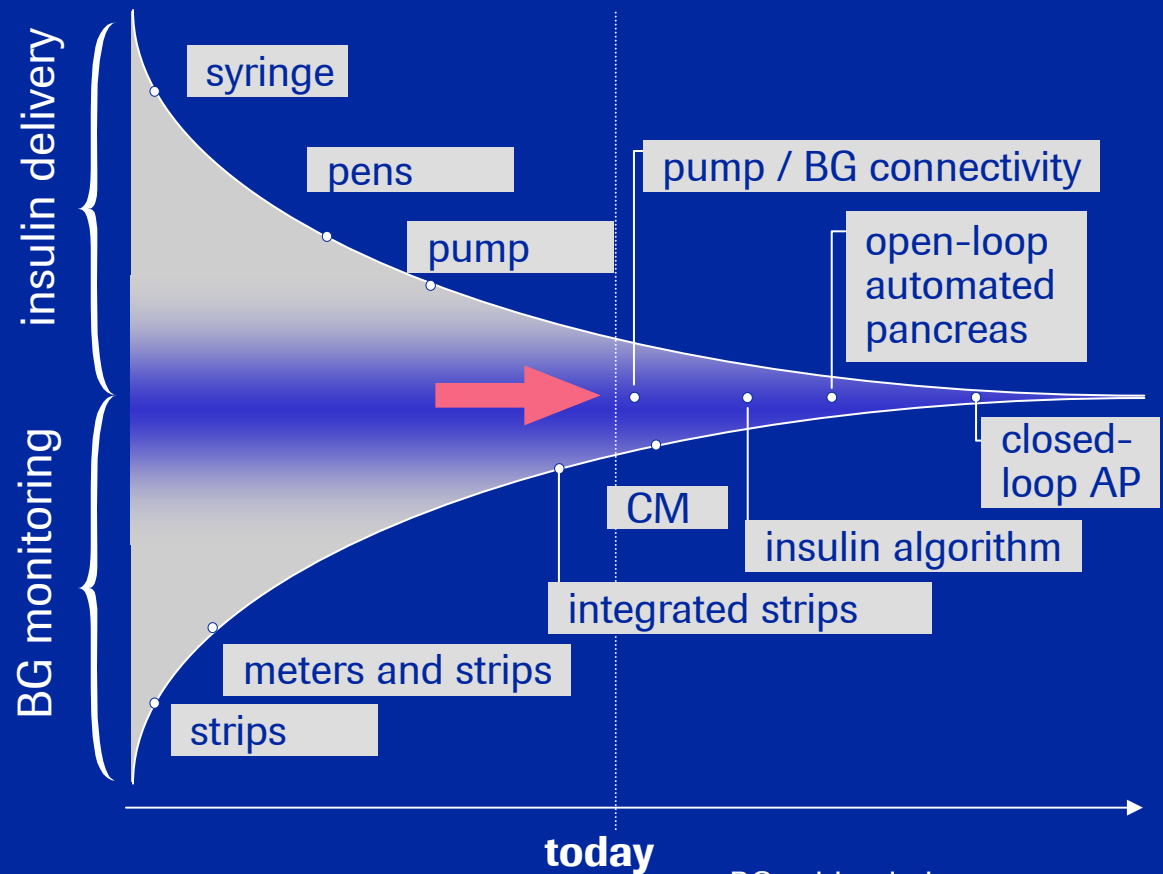 insulin delivery
BG monitoring
syringe
pens
pump
pump / BG connectivity
open-loop
automated
pancreas
closed-
loop AP
CM
insulin algorithm
integrated strips
meters and strips
strips
today